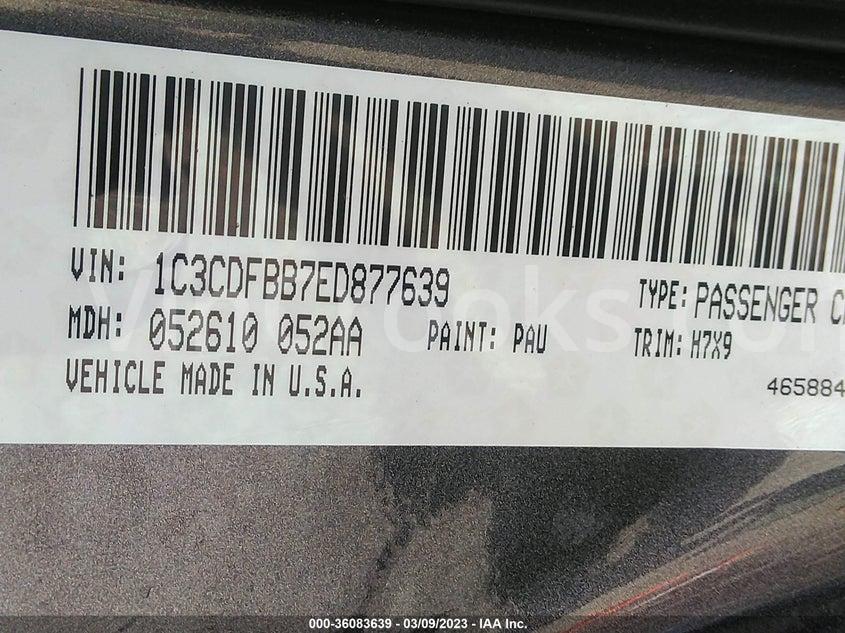 VIN: 1C3CDFBB7ED877639 TYPE: PASSENGER
MDH: 052610 052AA PAINT: PAU TRIM: H7X9
VEHICLE MADE IN U.S.A. 465884
000-36083639 - 03/09/2023 - IAA Inc.